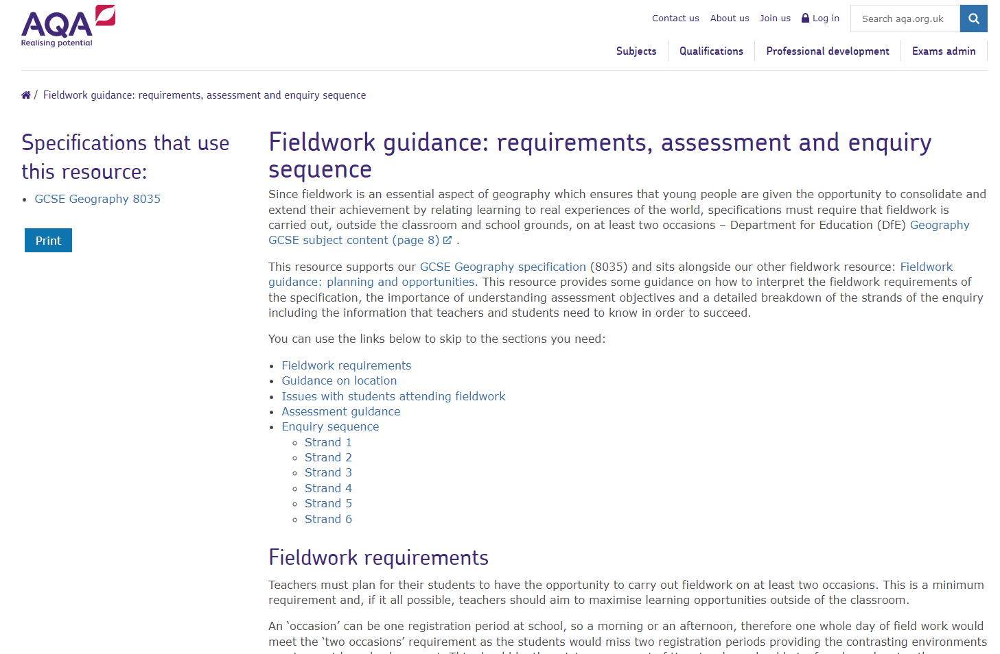 AQA
Realising potential
Contact us About us Join us Log in Search aqa.org.uk
Subjects Qualifications Professional development Exams admin
/ Fieldwork guidance: requirements, assessment and enquiry sequence
Specifications that use
this resource:
• GCSE Geography 8035
Print
Fieldwork guidance: requirements, assessment and enquiry
sequence
Since fieldwork is an essential aspect of geography which ensures that young people are given the opportunity to consolidate and
extend their achievement by relating learning to real experiences of the world, specifications must require that fieldwork is
carried out, outside the classroom and school grounds, on at least two occasions – Department for Education (DfE) Geography
GCSE subject content (page 8) .
This resource supports our GCSE Geography specification (8035) and sits alongside our other fieldwork resource: Fieldwork
guidance: planning and opportunities. This resource provides some guidance on how to interpret the fieldwork requirements of
the specification, the importance of understanding assessment objectives and a detailed breakdown of the strands of the enquiry
including the information that teachers and students need to know in order to succeed.
You can use the links below to skip to the sections you need:
• Fieldwork requirements
• Guidance on location
• Issues with students attending fieldwork
• Assessment guidance
• Enquiry sequence
◦ Strand 1
◦ Strand 2
◦ Strand 3
◦ Strand 4
◦ Strand 5
◦ Strand 6
Fieldwork requirements
Teachers must plan for their students to have the opportunity to carry out fieldwork on at least two occasions. This is a minimum
requirement and, if it all possible, teachers should aim to maximise learning opportunities outside of the classroom.
An ‘occasion’ can be one registration period at school, so a morning or an afternoon, therefore one whole day of field work would
meet the ‘two occasions’ requirement as the students would miss two registration periods providing the contrasting environments